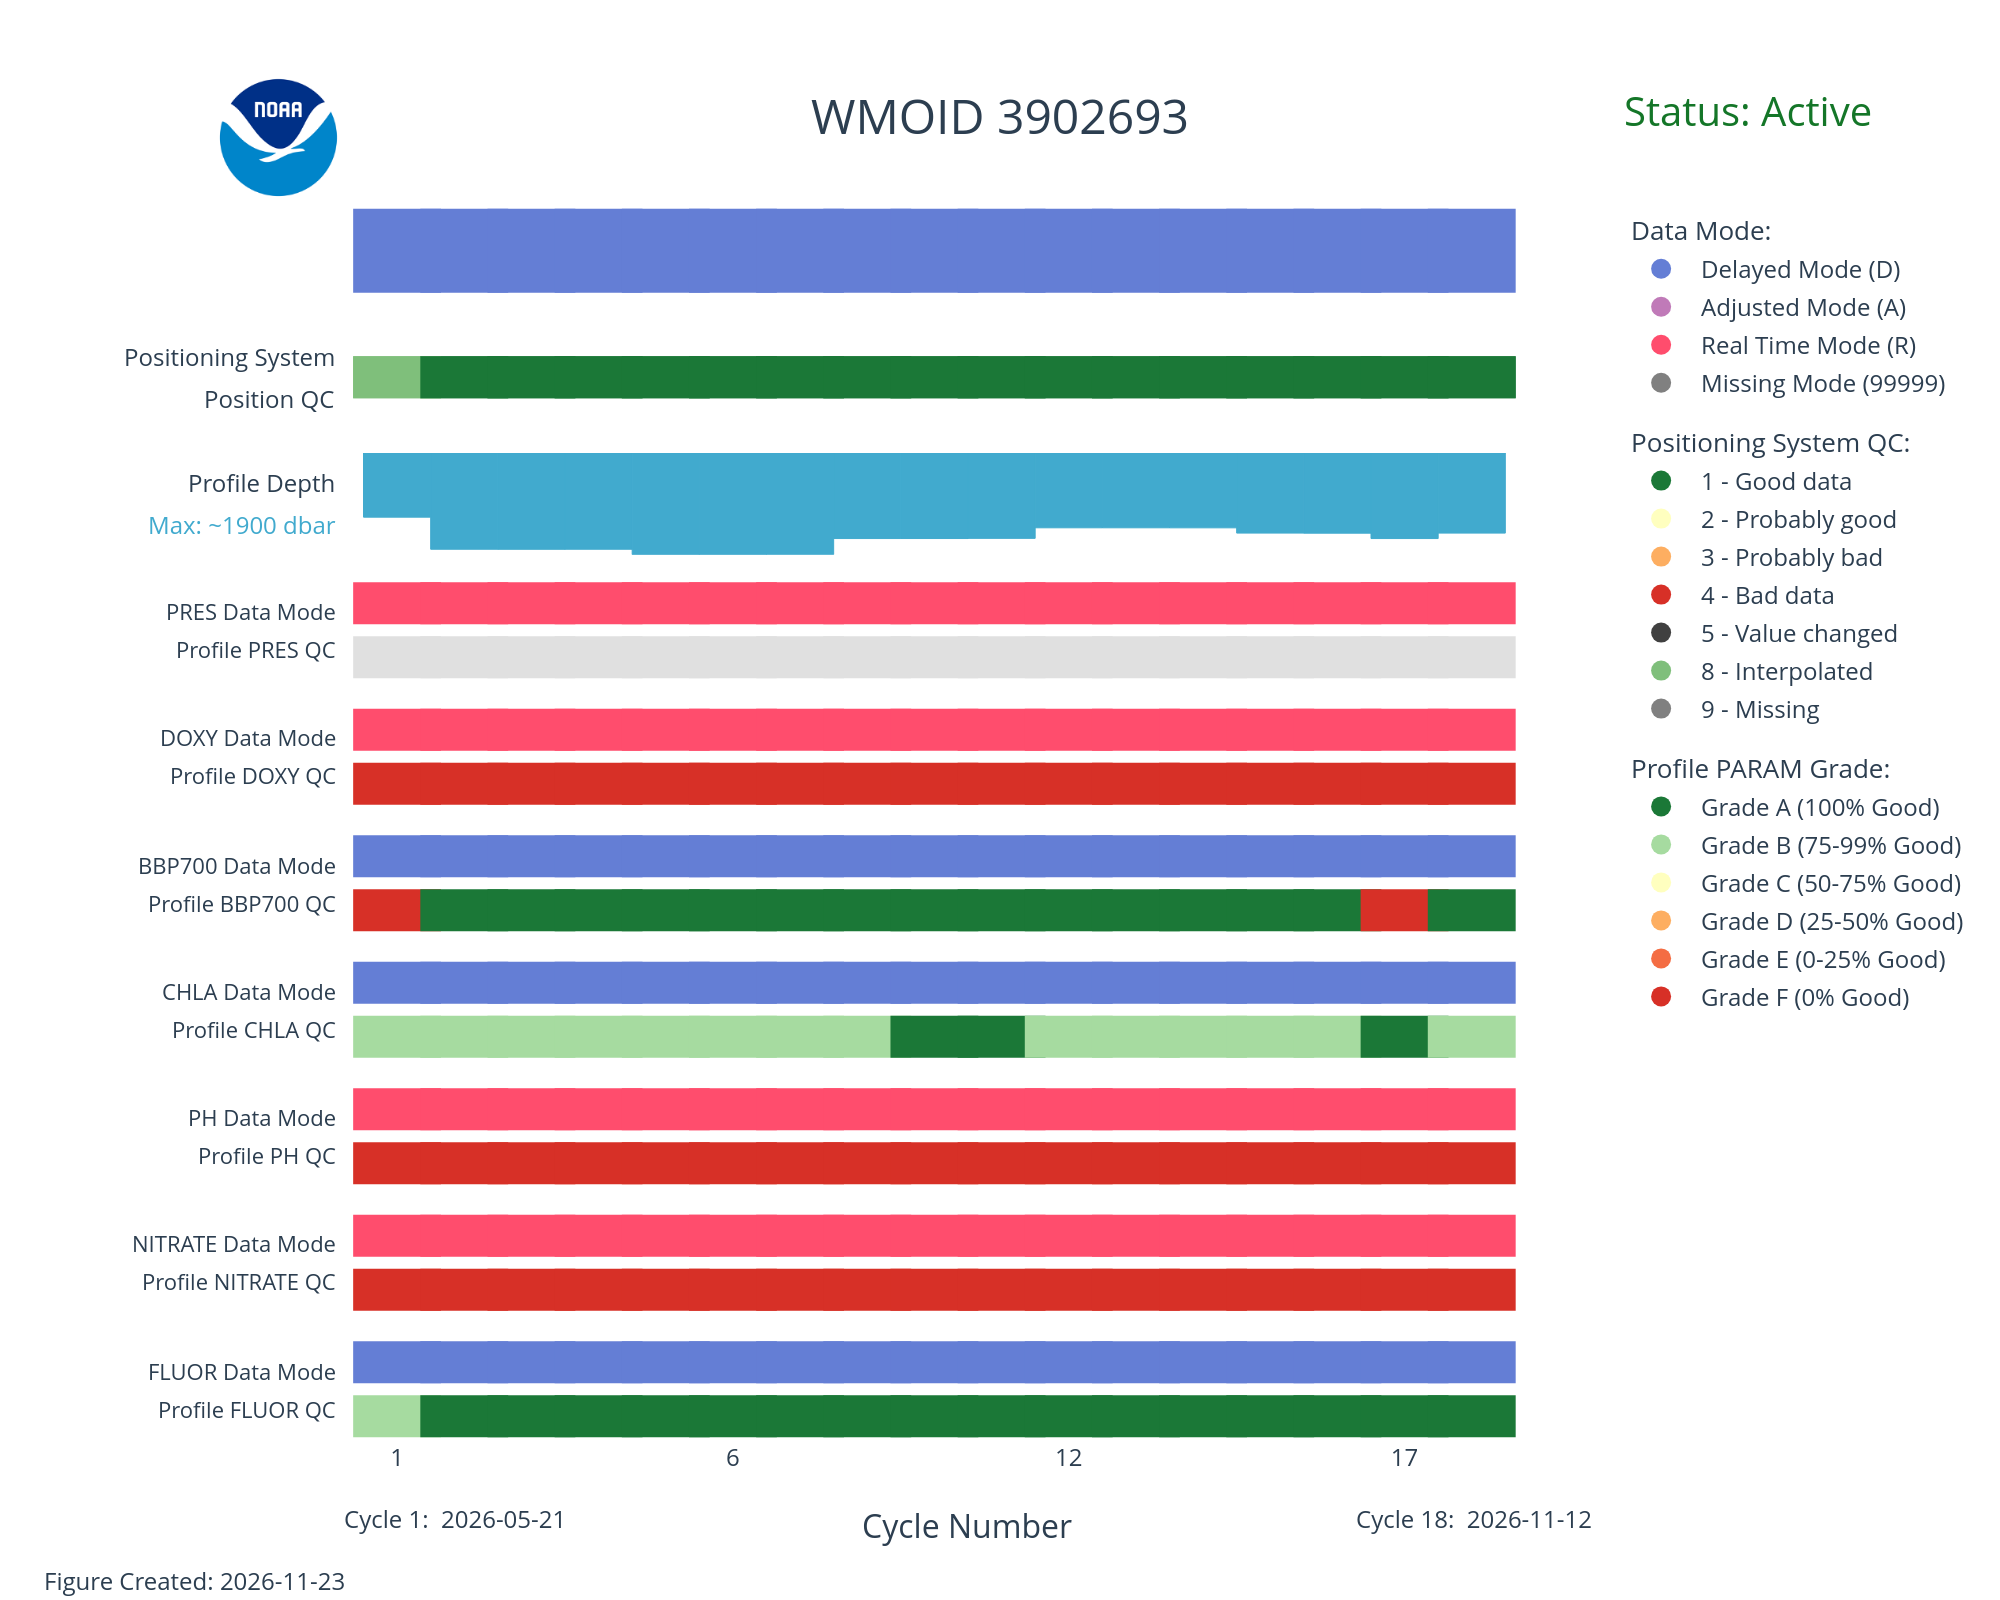 NOAA
WMOID 3902693
Status: Active
Data Mode:
Delayed Mode (D)
Adjusted Mode (A)
Real Time Mode (R)
Missing Mode (99999)
Positioning System QC:
1 - Good data
2 - Probably good
3 - Probably bad
4 - Bad data
5 - Value changed
8 - Interpolated
9 - Missing
Profile PARAM Grade:
Grade A (100% Good)
Grade B (75-99% Good)
Grade C (50-75% Good)
Grade D (25-50% Good)
Grade E (0-25% Good)
Grade F (0% Good)
Positioning System
Position QC
Profile Depth
Max: ~1900 dbar
PRES Data Mode
Profile PRES QC
DOXY Data Mode
Profile DOXY QC
BBP700 Data Mode
Profile BBP700 QC
CHLA Data Mode
Profile CHLA QC
PH Data Mode
Profile PH QC
NITRATE Data Mode
Profile NITRATE QC
FLUOR Data Mode
Profile FLUOR QC
1 6 12 17
Cycle 1: 2026-05-21
Cycle Number
Cycle 18: 2026-11-12
Figure Created: 2026-11-23